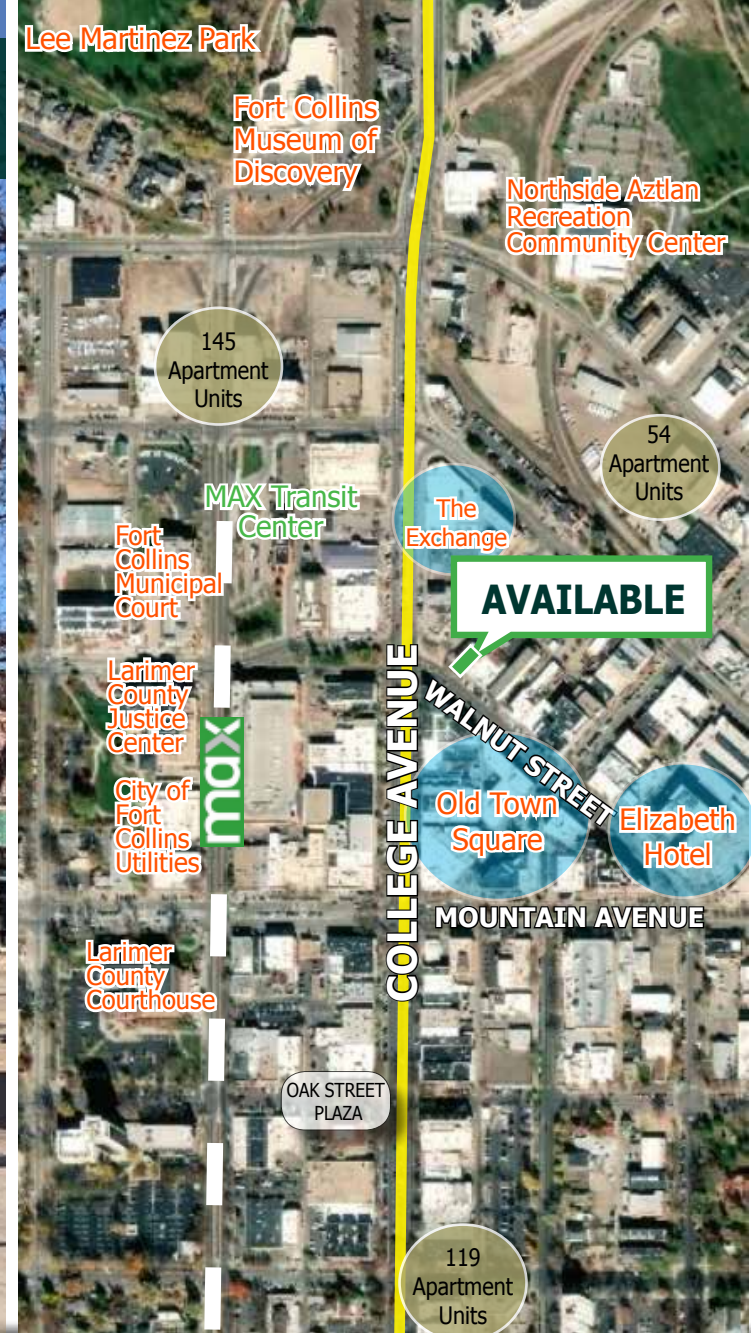 Lee Martinez Park
Fort Collins
Museum of
Discovery
Northside Aztlan
Recreation
Community Center
145
Apartment
Units
54
Apartment
Units
MAX Transit
Center
The
Exchange
Fort
Collins
Municipal
Court
AVAILABLE
Larimer
County
Justice
Center
COLLEGE AVENUE
WALNUT STREET
max
City of
Fort
Collins
Utilities
Old Town
Square
Elizabeth
Hotel
MOUNTAIN AVENUE
Larimer
County
Courthouse
OAK STREET
PLAZA
119
Apartment
Units